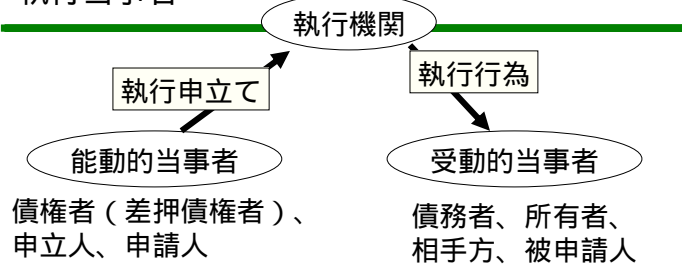 執行当事者
執行機関
執行申立て
執行行為
能動的当事者
受動的当事者
債権者（差押債権者）、
申立人、申請人
債務者、所有者、
相手方、被申請人